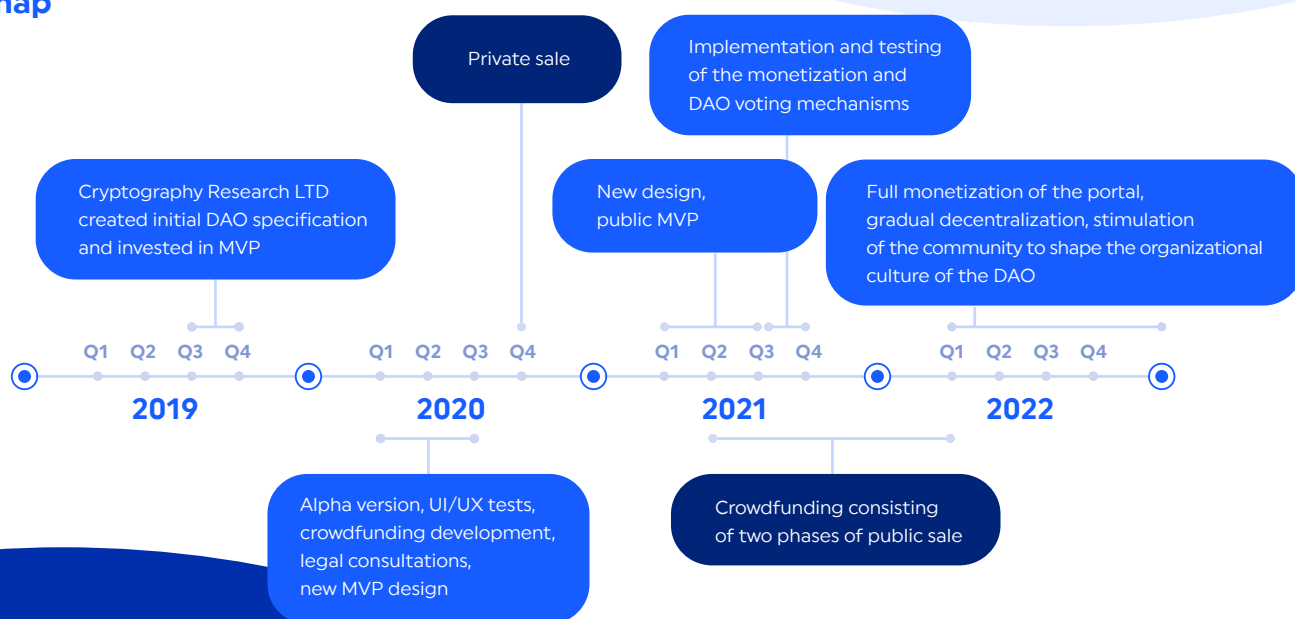 Private sale
Implementation and testing
of the monetization and
DAO voting mechanisms
Cryptography Research LTD
created initial DAO specification
and invested in MVP
New design,
public MVP
Full monetization of the portal,
gradual decentralization, stimulation
of the community to shape the organizational
culture of the DAO
Q1 Q2 Q3 Q4 Q1 Q2 Q3 Q4 Q1 Q2 Q3 Q4 Q1 Q2 Q3 Q4
2019 2020 2021 2022
Alpha version, UI/UX tests,
crowdfunding development,
legal consultations,
new MVP design
Crowdfunding consisting
of two phases of public sale